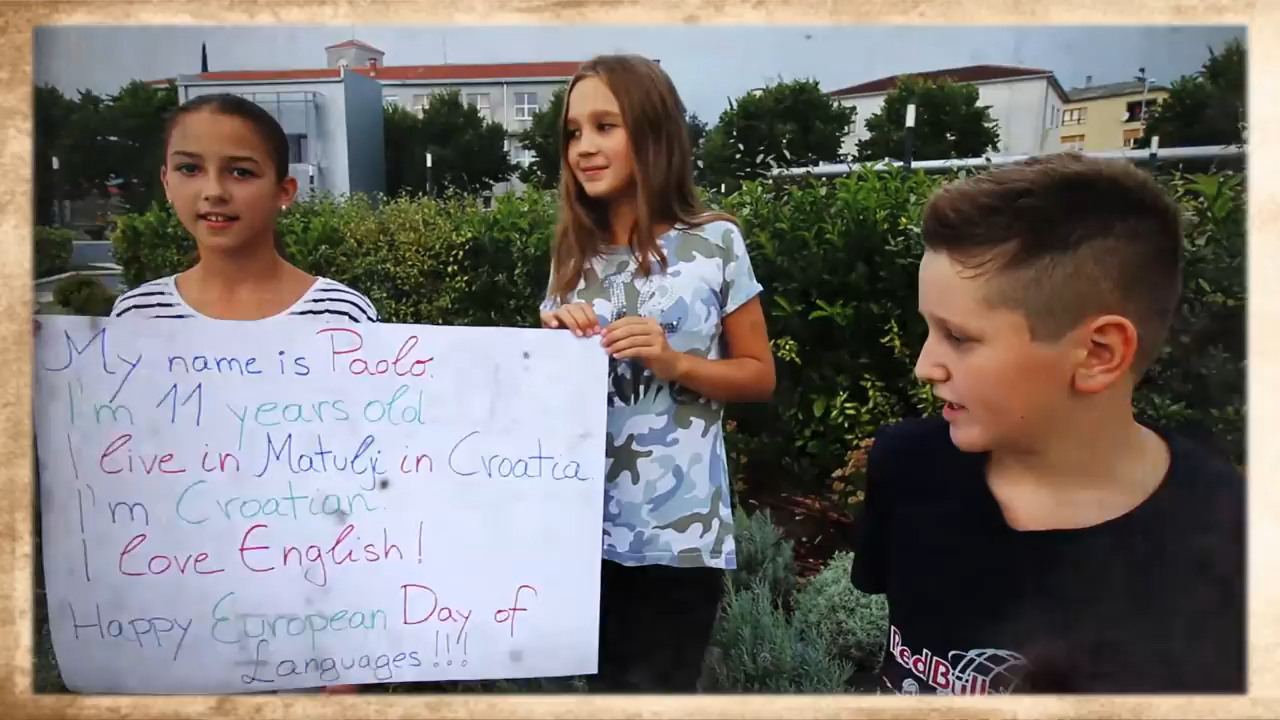 My name is Paolo.
I'm 11 years old
I live in Matulji in Croatia.
I'm Croatian.
I love English!
Happy European Day of
Languages!!!
Red Bull